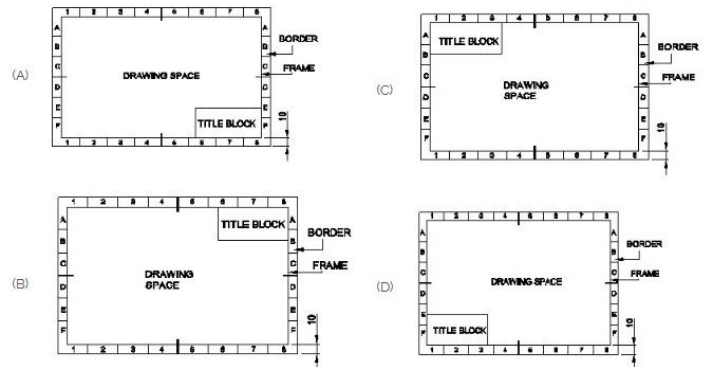 (A)
1 2 3 4 5 6 7 8
A A
B B
C C
D D
E E
F F
1 2 3 4 5 6 7 8
DRAWING SPACE
TITLE BLOCK
BORDER
FRAME
10
(C)
1 2 3 4 5 6 7 8
A A
B B
C C
D D
E E
F F
1 2 3 4 5 6 7 8
TITLE BLOCK
DRAWING
SPACE
BORDER
FRAME
10
(B)
1 2 3 4 5 6 7 8
A A
B B
C C
D D
E E
F F
1 2 3 4 5 6 7 8
TITLE BLOCK
DRAWING
SPACE
BORDER
FRAME
10
(D)
1 2 3 4 5 6 7 8
A A
B B
C C
D D
E E
F F
1 2 3 4 5 6 7 8
DRAWING SPACE
TITLE BLOCK
BORDER
FRAME
10